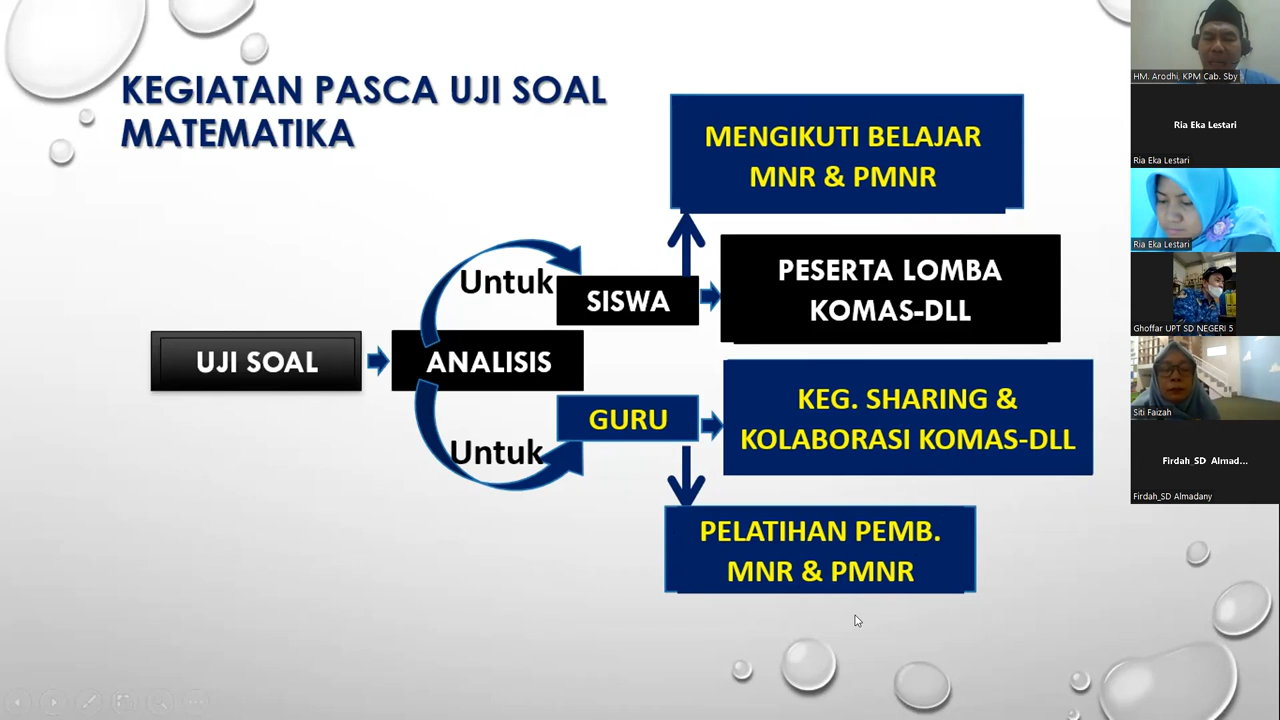 KEGIATAN PASCA UJI SOAL
MATEMATIKA
MENGIKUTI BELAJAR
MNR & PMNR
Untuk
SISWA
PESERTA LOMBA
KOMAS-DLL
UJI SOAL
ANALISIS
GURU
Untuk
KEG. SHARING &
KOLABORASI KOMAS-DLL
PELATIHAN PEMB.
MNR & PMNR
HM. Arodhi, KPM Cab. Sby
Ria Eka Lestari
Ria Eka Lestari
Ria Eka Lestari
Ghoffar UPT SD NEGERI 5
Siti Faizah
Firdah_SD Almad...
Firdah_SD Almadany